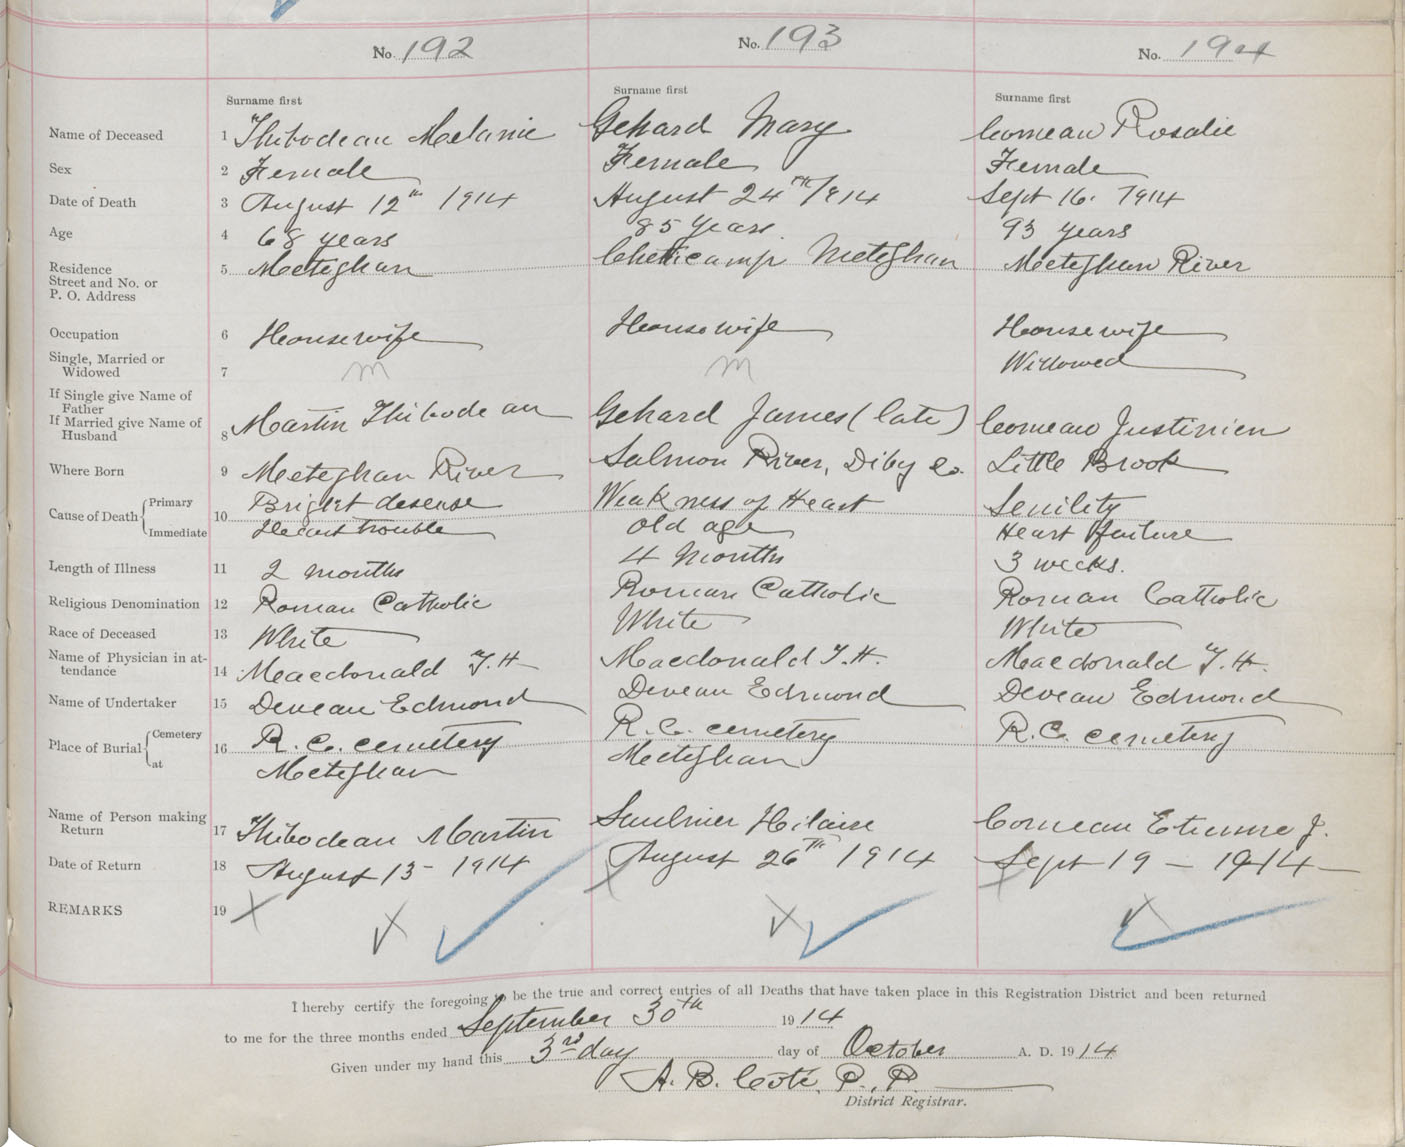 No. 192 No. 193 No. 194
Surname first Surname first Surname first
Name of Deceased 1 Thibodeau Melanie Gehard Mary Comeau Rosalie
Sex 2 Female Female Female
Date of Death 3 August 12th 1914 August 24TH 1914 Sept 16. 1914
Age 4 68 years 85 Years 93 years
Residence
Street and No. or
P. O. Address
5 Meteghan Cheticamp Meteghan Meteghan River
Occupation 6 Housewife Housewife Housewife
Single, Married or
Widowed 7 m m Widowed
If Single give Name of
Father
If Married give Name of
Husband
8 Martin Thibodeau Gehard James (late) Comeau Justinien
Where Born 9 Meteghan River Salmon River, Diby Co. Little Brook
Cause of Death 10
Primary Bright desease Weakness of Heart Senility
Immediate Heart trouble old age Heart failure
Length of Illness 11 2 months 4 Months 3 weeks.
Religious Denomination 12 Roman Catholic Roman Catholic Roman Catholic
Race of Deceased 13 White White White
Name of Physician in at-
tendance 14 Macdonald T. H. Macdonald T. H. Macdonald T. H.
Name of Undertaker 15 Deveau Edmond Deveau Edmond Deveau Edmond
Place of Burial 16
Cemetery R. C. cemetery R. C. cemetery R. C. cemetery
at Meteghan Meteghan
Name of Person making
Return 17 Thibodeau Martin Saulnier Hilaire Comeau Etienne J.
Date of Return 18 August 13 - 1914 August 26TH 1914 Sept 19 - 1914
REMARKS 19
I hereby certify the foregoing to be the true and correct entries of all Deaths that have taken place in this Registration District and been returned
to me for the three months ended September 30th 1914
Given under my hand this 3rd day day of October A. D. 1914
A. B. Coté, P. P.
District Registrar.